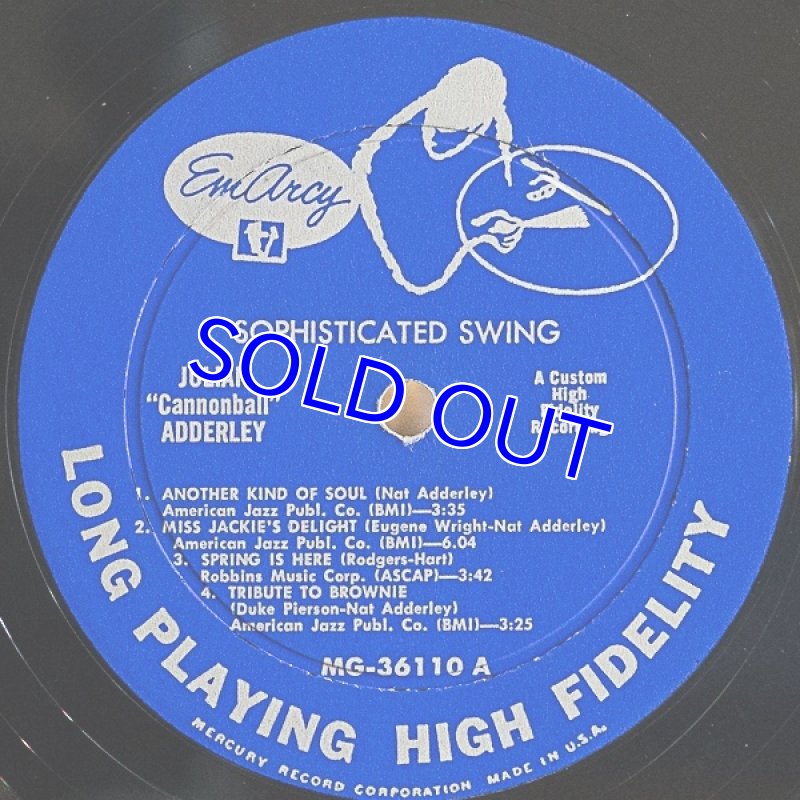 EmArcy
SOPHISTICATED SWING
SOLD OUT
JULIAN
"Cannonball"
ADDERLEY
A Custom
High
Fidelity
Recording
1. ANOTHER KIND OF SOUL (Nat Adderley)
American Jazz Publ. Co. (BMI)—3:35
2. MISS JACKIE'S DELIGHT (Eugene Wright-Nat Adderley)
American Jazz Publ. Co. (BMI)—6.04
3. SPRING IS HERE (Rodgers-Hart)
Robbins Music Corp. (ASCAP)—3:42
4. TRIBUTE TO BROWNIE
(Duke Pierson-Nat Adderley)
American Jazz Publ. Co. (BMI)—3:25
MG-36110 A
LONG PLAYING HIGH FIDELITY
MERCURY RECORD CORPORATION MADE IN U.S.A.